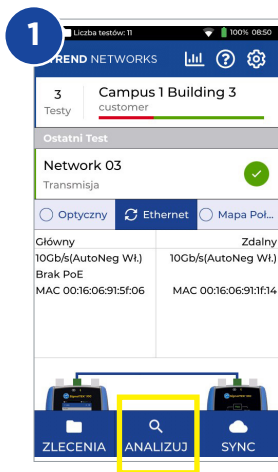 1
Liczba testów: 11
100% 08:50
TREND NETWORKS
3
Testy
Campus 1 Building 3
customer
Ostatni Test
Network 03
Transmisja
Optyczny
Ethernet
Mapa Poł...
Główny
Zdalny
10Gb/s(AutoNeg Wł.)
10Gb/s(AutoNeg Wł.)
Brak PoE
MAC 00:16:06:91:5f:06
MAC 00:16:06:91:1f:14
ZLECENIA
ANALIZUJ
SYNC